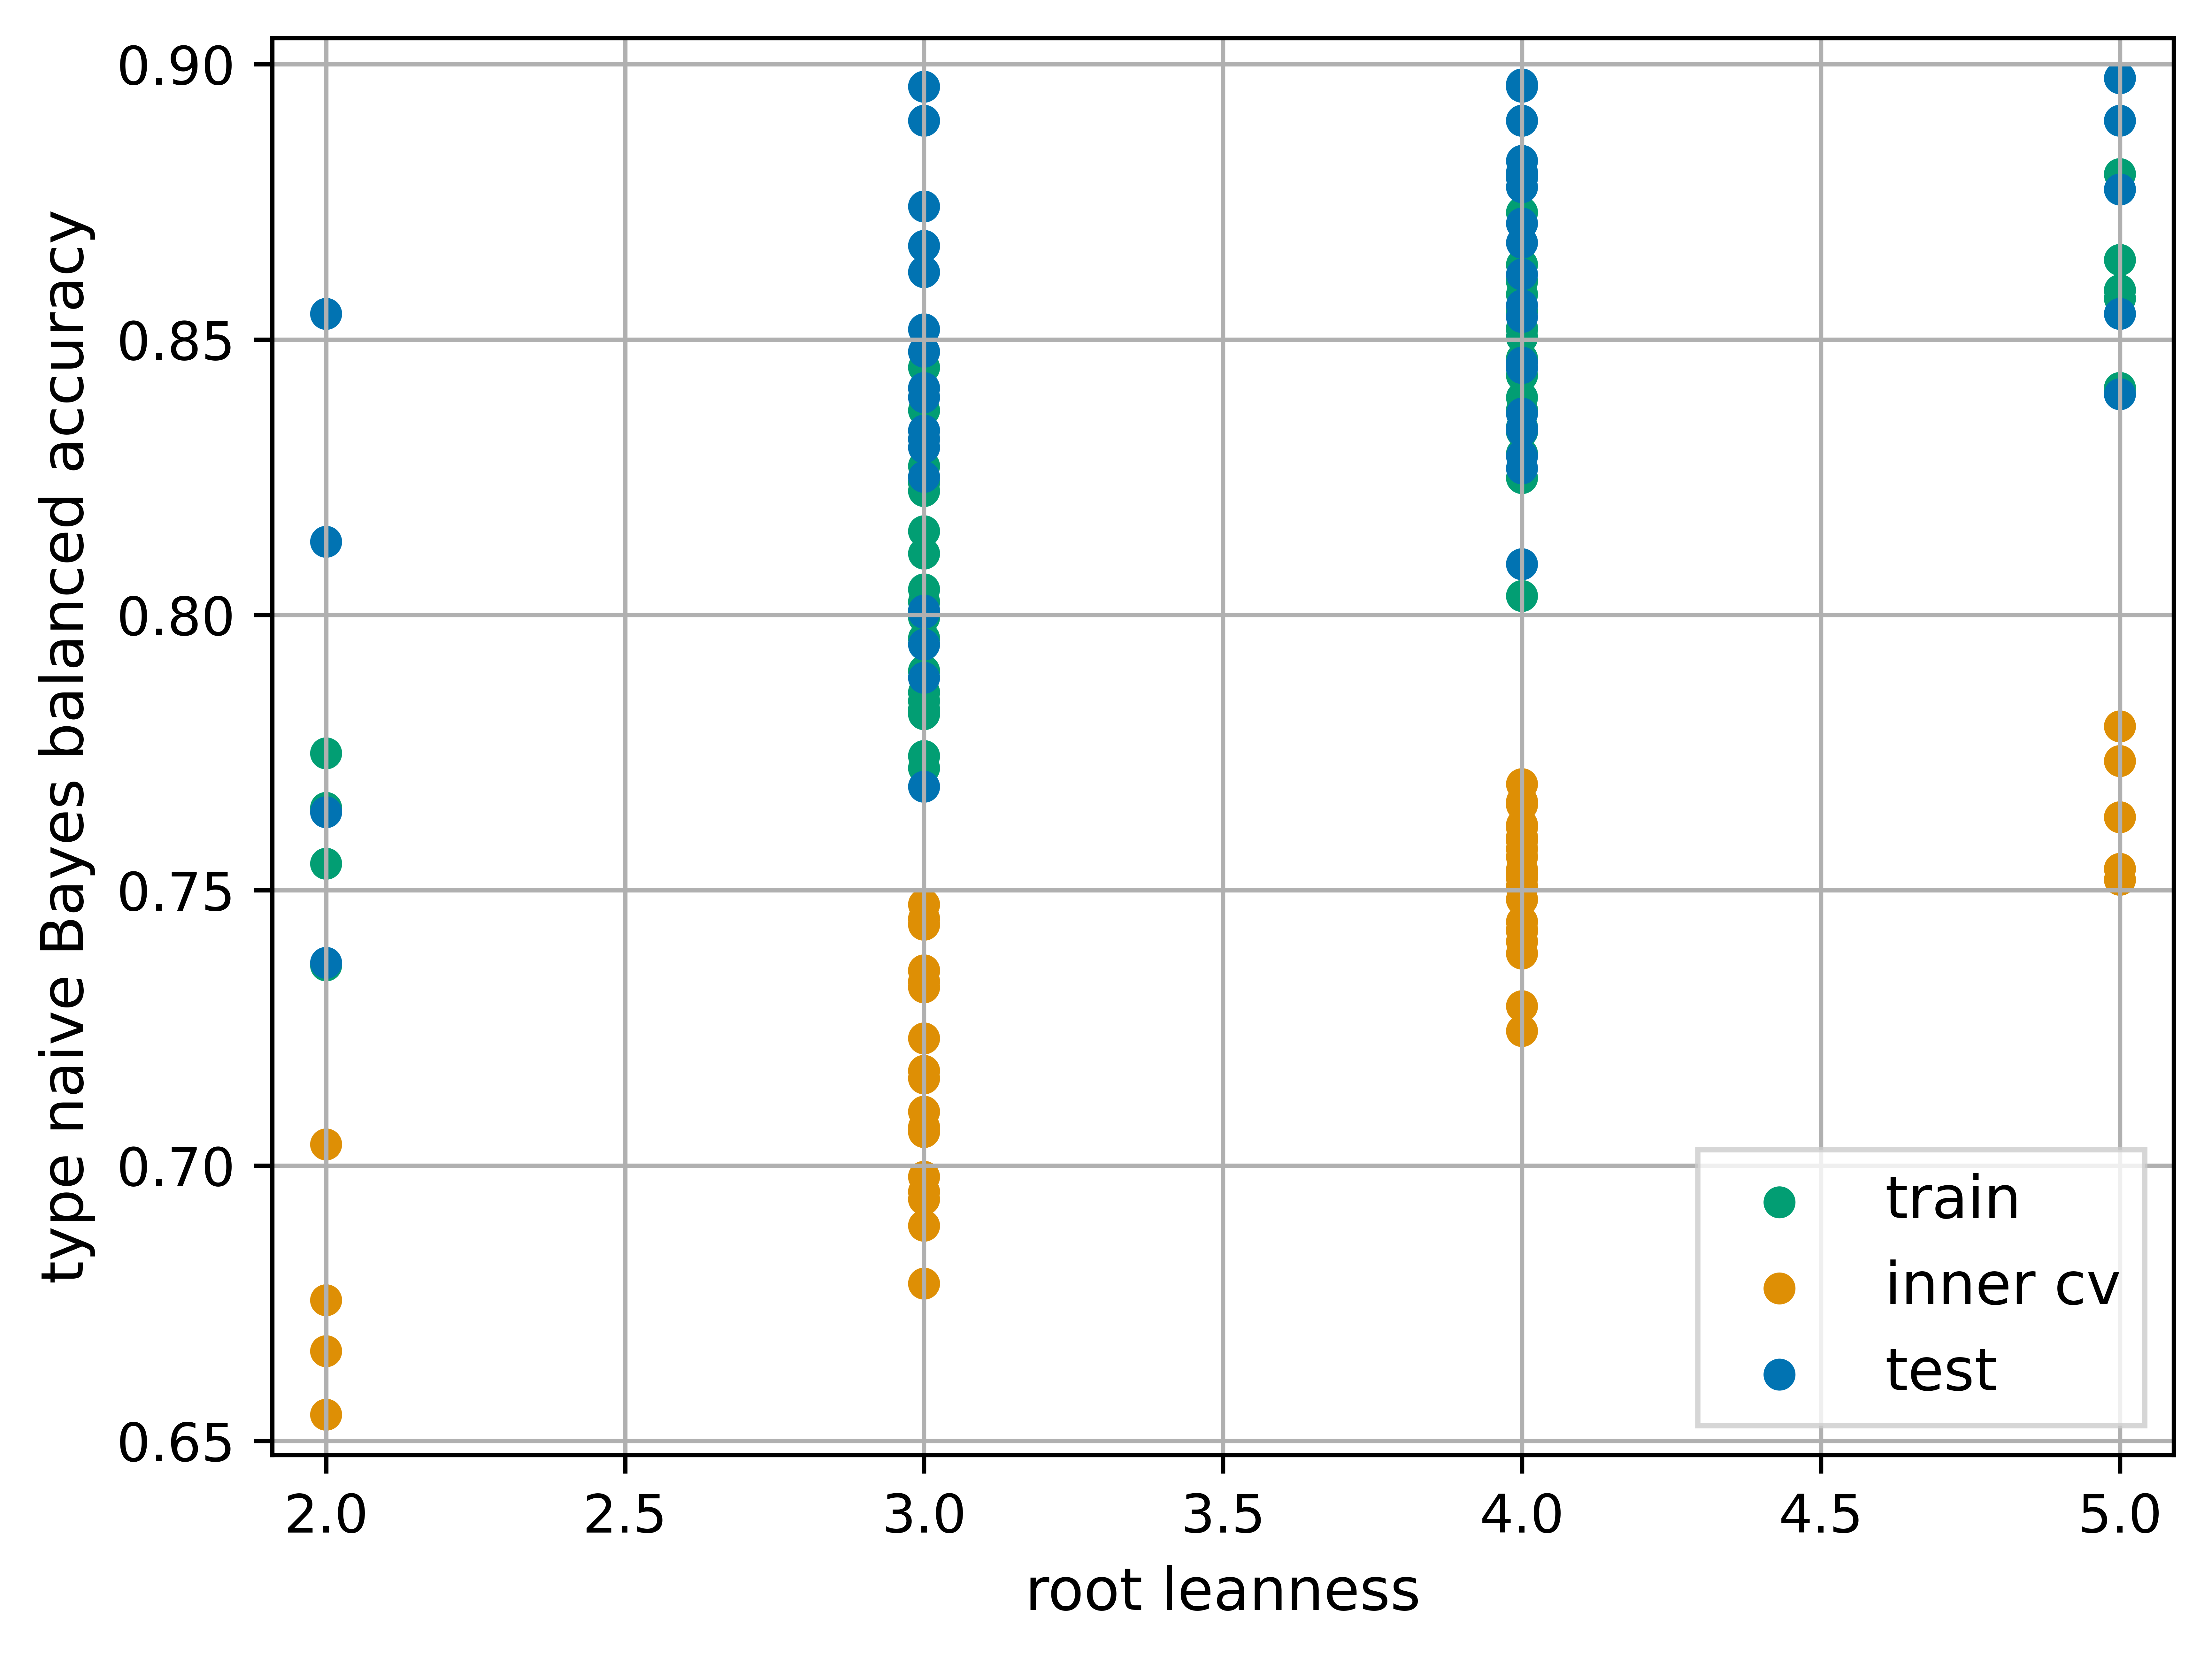 type naive Bayes balanced accuracy
0.90
0.85
0.80
0.75
0.70
0.65
train
inner cv
test
2.0 2.5 3.0 3.5 4.0 4.5 5.0
root leanness